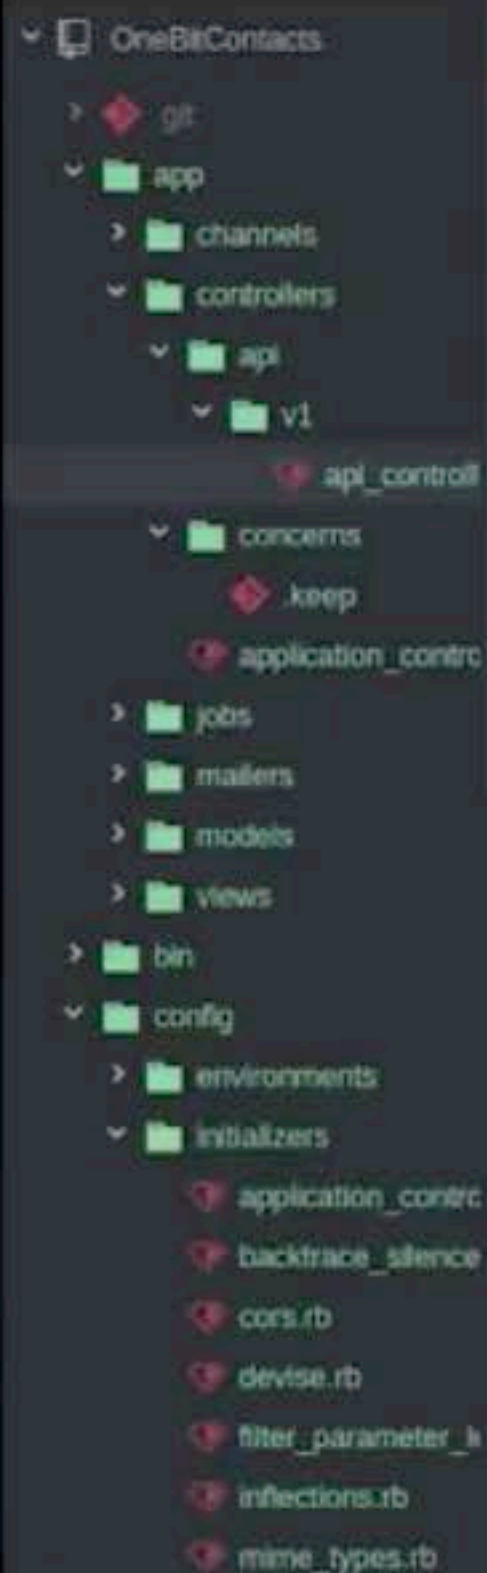 OneBitContacts
git
app
channels
controllers
api
v1
api_controll
concerns
.keep
application_contrc
jobs
mailers
models
views
bin
config
environments
initializers
application_contrc
backtrace_silence
cors.rb
devise.rb
filter_parameter_l
inflections.rb
mime_types.rb